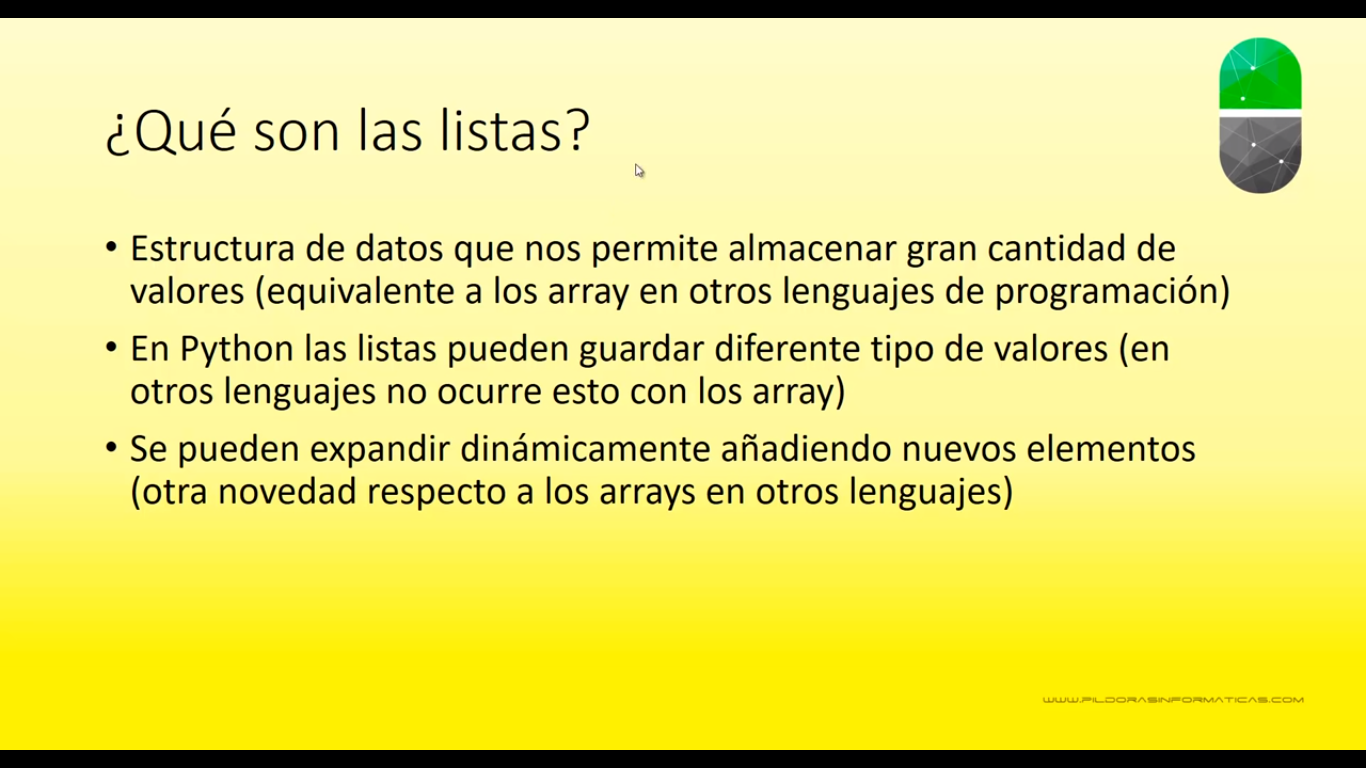 ¿Qué son las listas?
• Estructura de datos que nos permite almacenar gran cantidad de
valores (equivalente a los array en otros lenguajes de programación)
• En Python las listas pueden guardar diferente tipo de valores (en
otros lenguajes no ocurre esto con los array)
• Se pueden expandir dinámicamente añadiendo nuevos elementos
(otra novedad respecto a los arrays en otros lenguajes)
WWW.PILDORASINFORMATICAS.COM